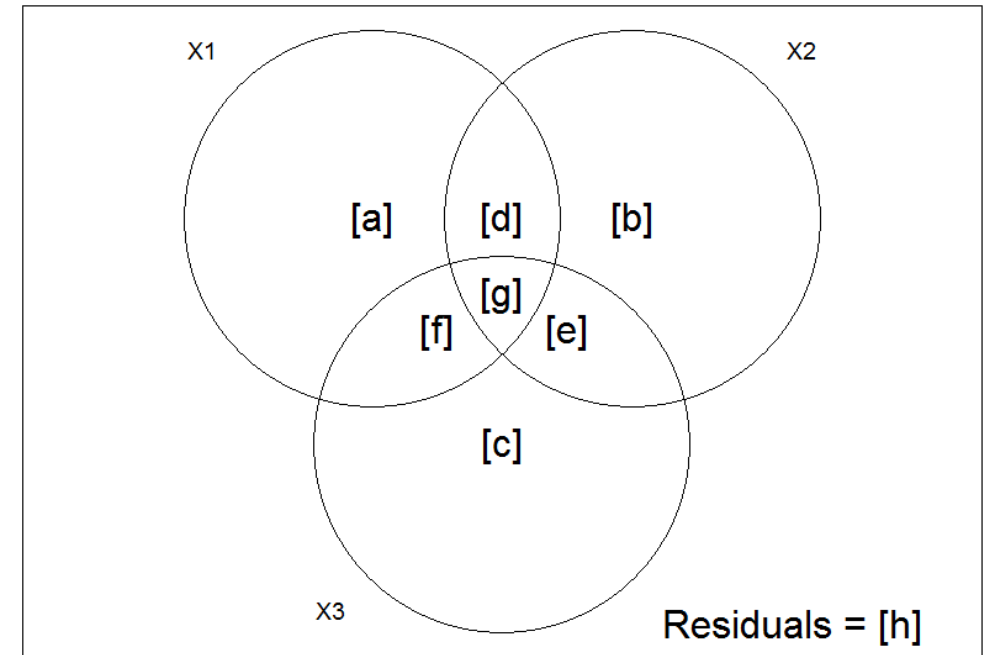 X1 X2
[a] [d] [b]
[g]
[f] [e]
[c]
X3
Residuals = [h]